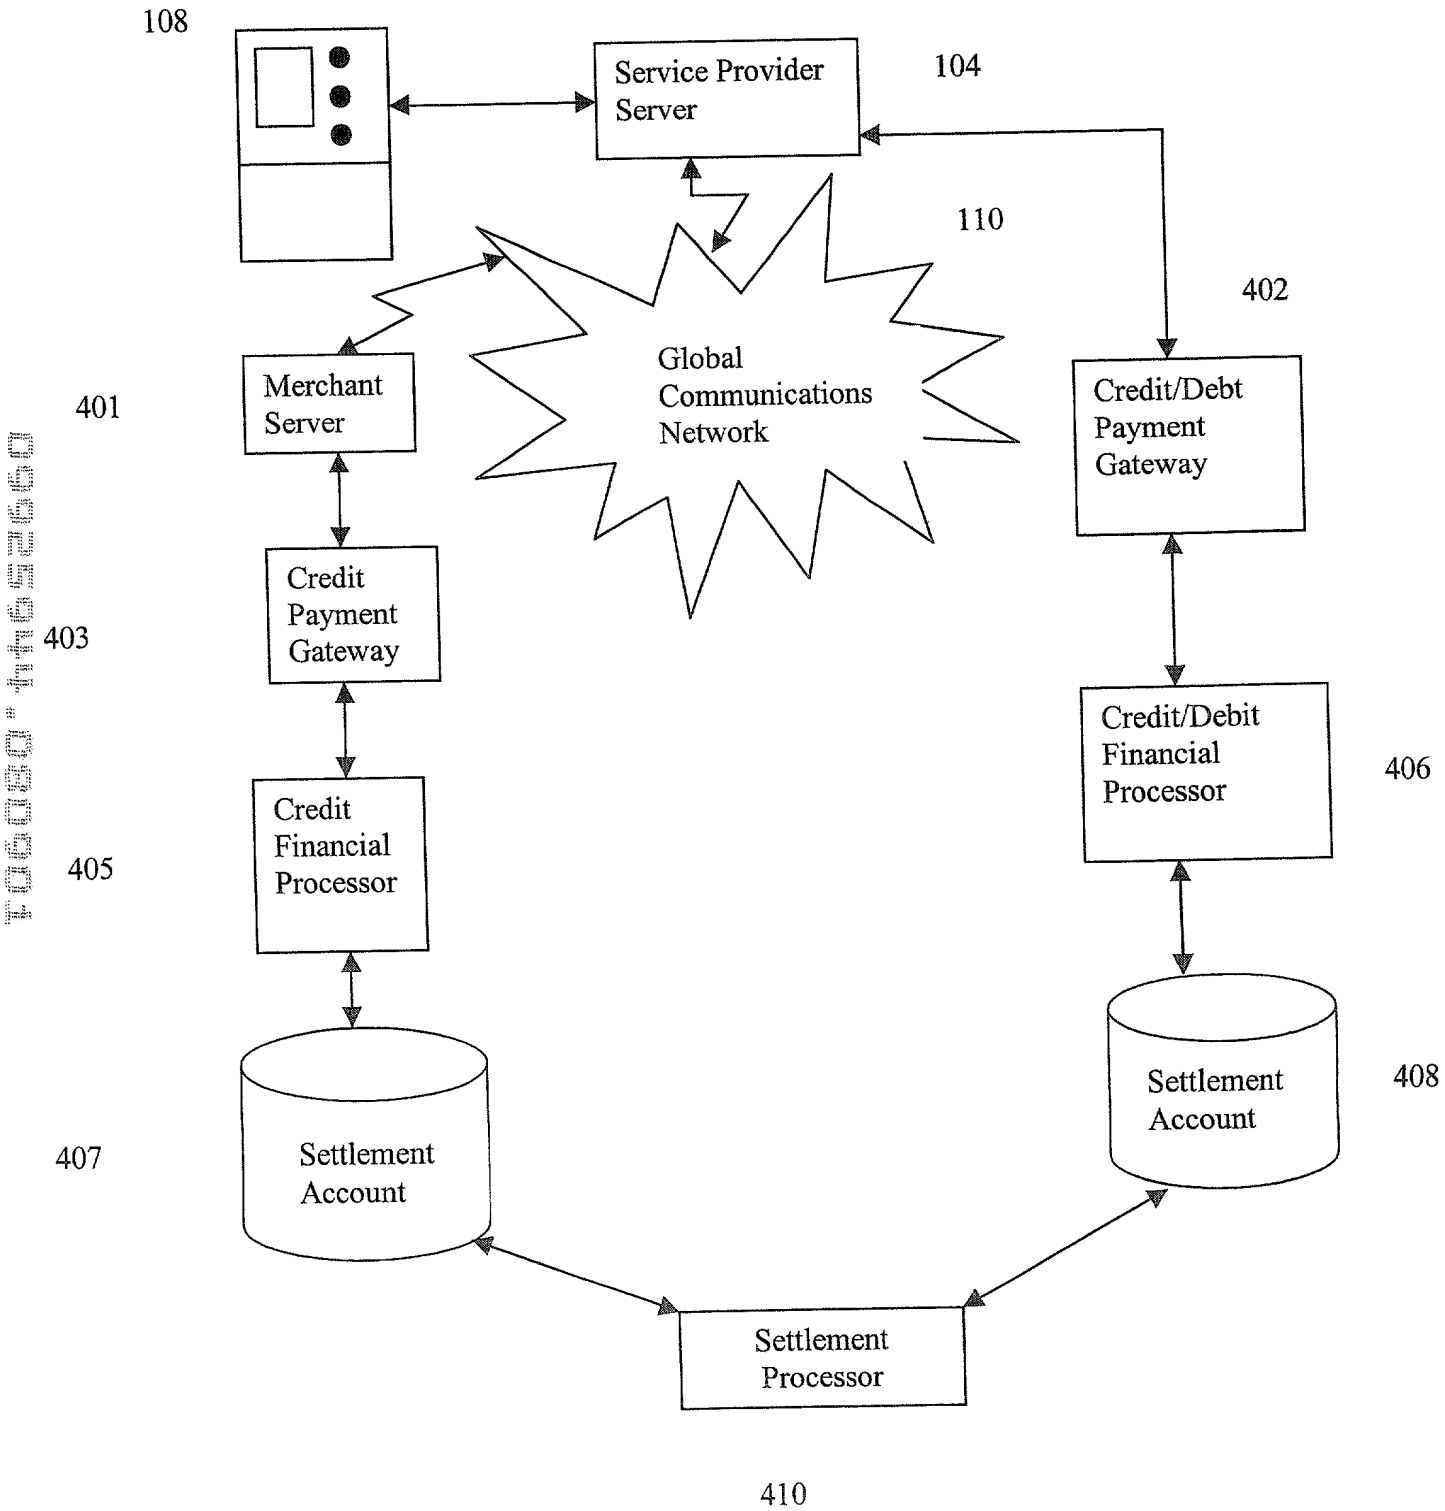 108
Service Provider
Server
104
110
402
Global
Communications
Network
Merchant
Server
401
Credit/Debt
Payment
Gateway
Credit
Payment
Gateway
403
Credit/Debit
Financial
Processor
406
Credit
Financial
Processor
405
Settlement
Account
408
Settlement
Account
407
Settlement
Processor
410